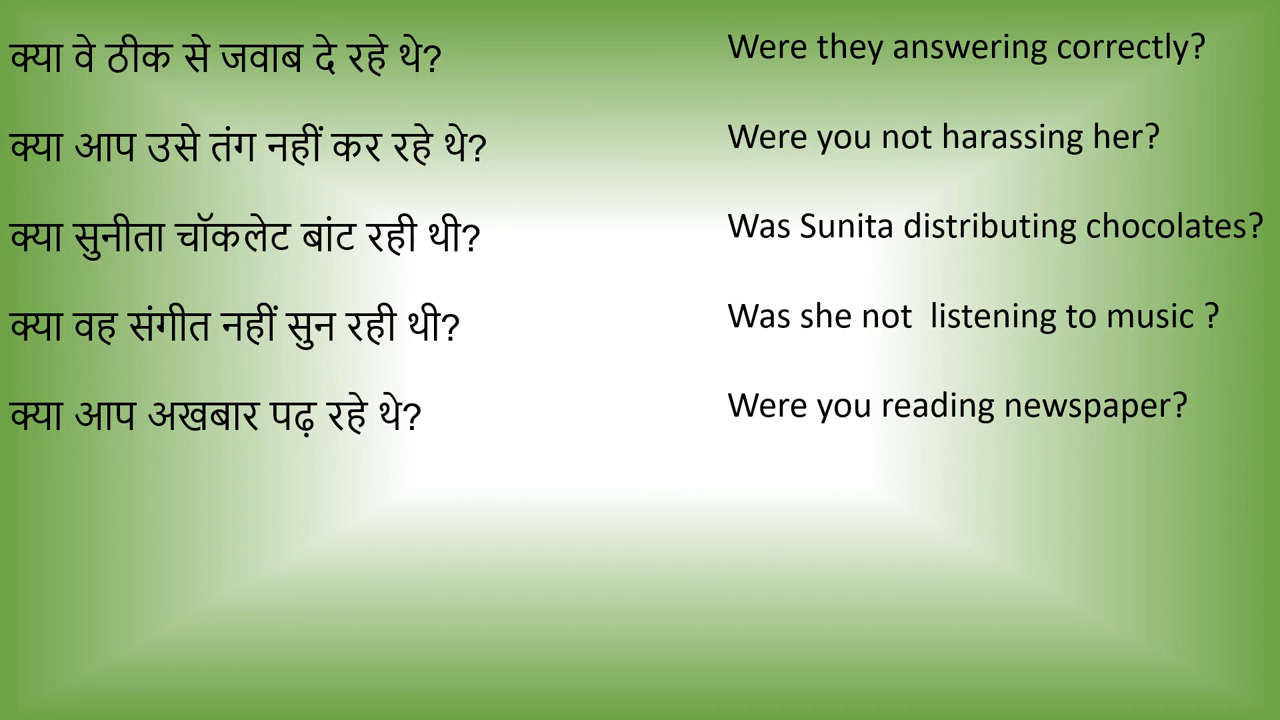 क्या वे ठीक से जवाब दे रहे थे? Were they answering correctly?
क्या आप उसे तंग नहीं कर रहे थे? Were you not harassing her?
क्या सुनीता चॉकलेट बांट रही थी? Was Sunita distributing chocolates?
क्या वह संगीत नहीं सुन रही थी? Was she not  listening to music ?
क्या आप अखबार पढ़ रहे थे? Were you reading newspaper?